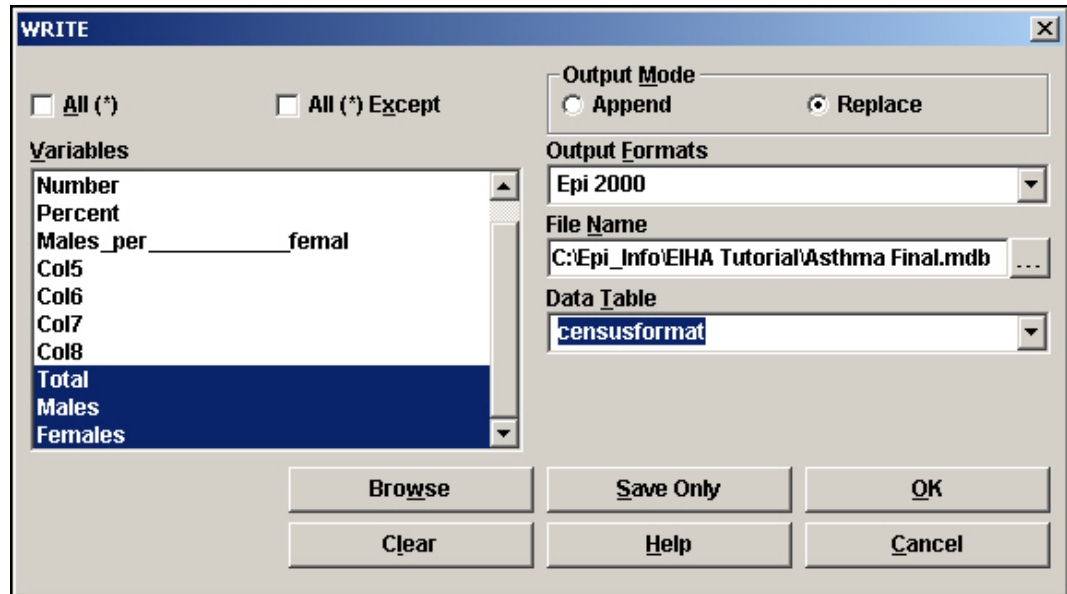 WRITE
All (*)
All (*) Except
Output Mode
Append
Replace
Variables
Number
Percent
Males_per____________femal
Col5
Col6
Col7
Col8
Total
Males
Females
Output Formats
Epi 2000
File Name
C:\Epi_Info\EIHA Tutorial\Asthma Final.mdb
...
Data Table
censusformat
Browse
Save Only
OK
Clear
Help
Cancel